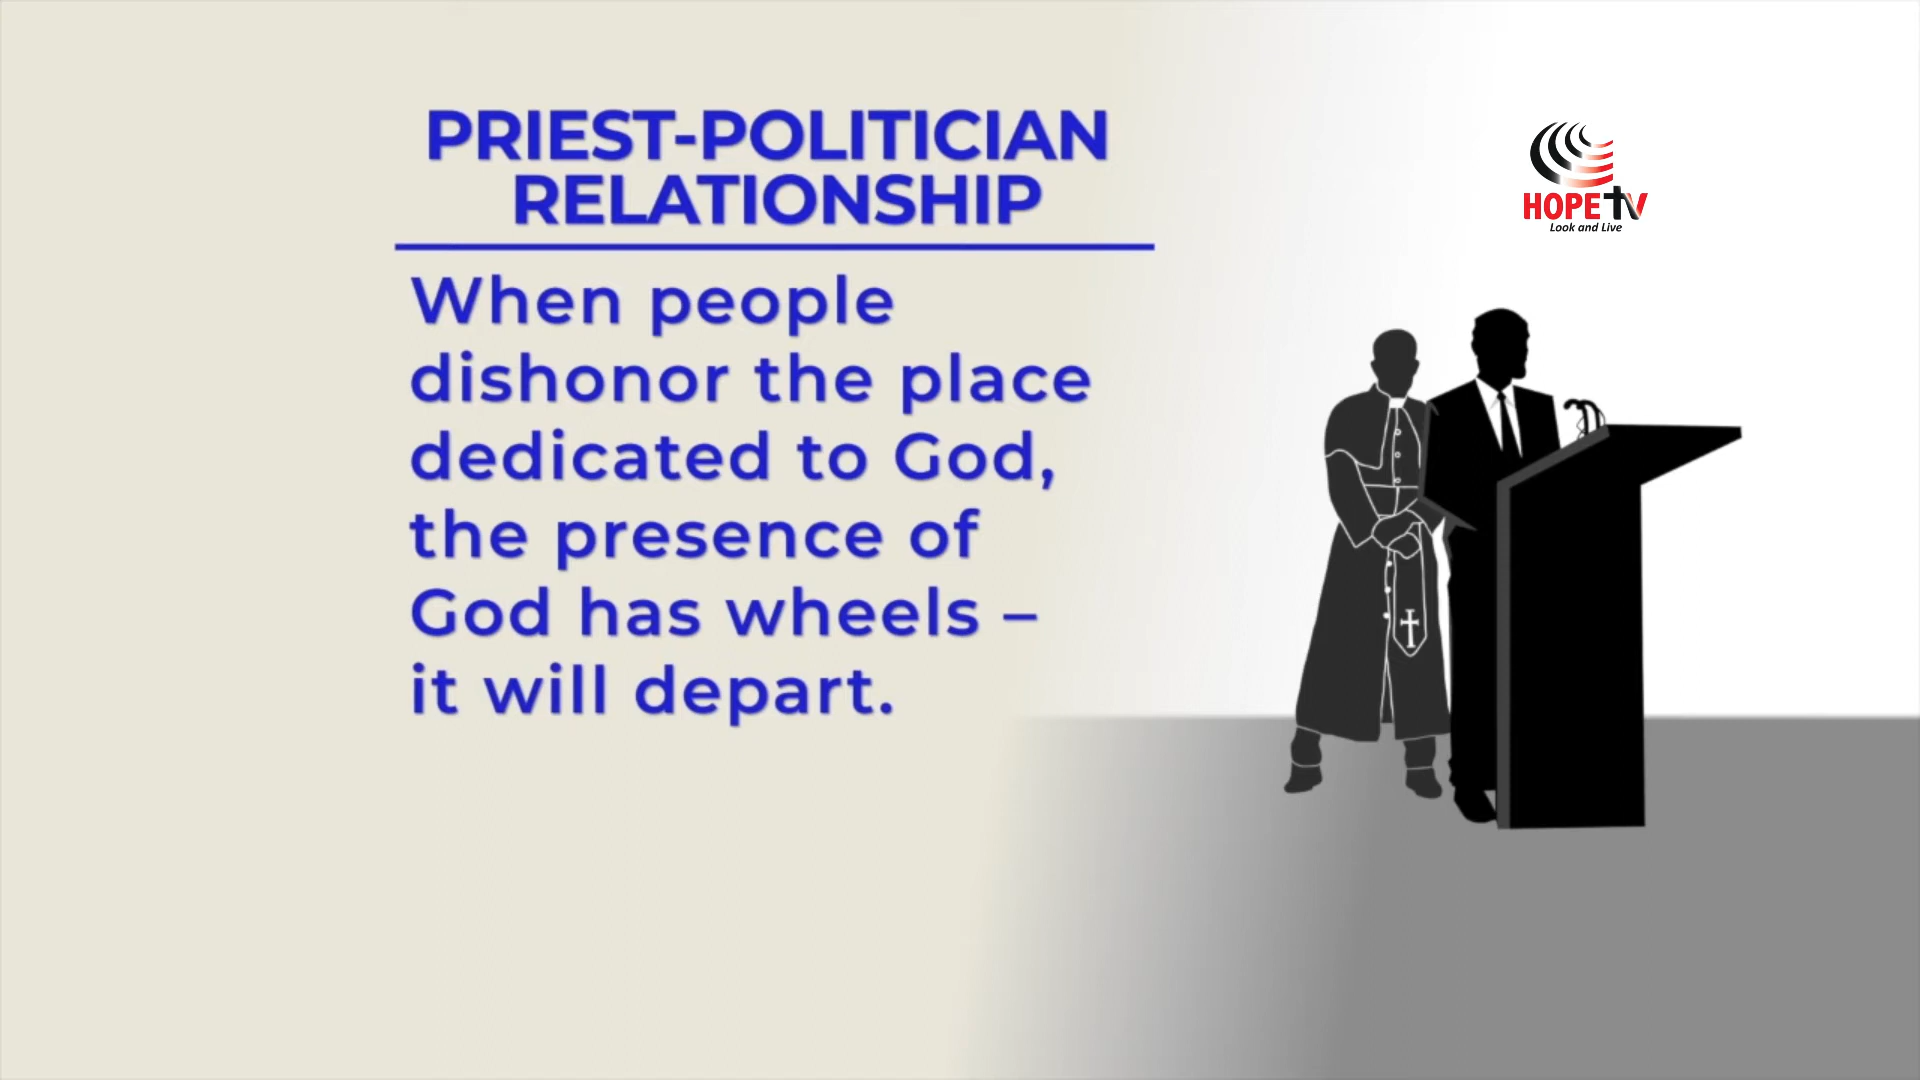 PRIEST-POLITICIAN
RELATIONSHIP
When people
dishonor the place
dedicated to God,
the presence of
God has wheels –
it will depart.
HOPE TV
Look and Live